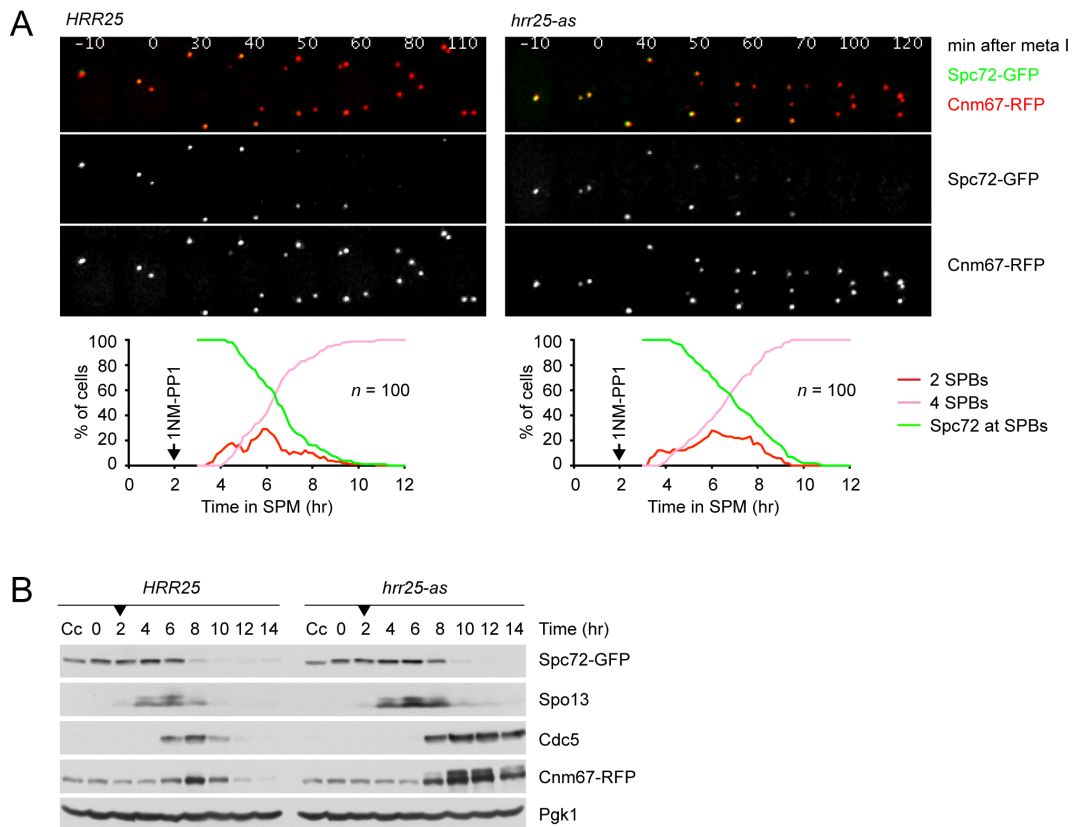 A
HRR25
hrr25-as
-10 0 30 40 50 60 80 110
-10 0 40 50 60 70 100 120
min after meta I
Spc72-GFP
Cnm67-RFP
Spc72-GFP
Cnm67-RFP
% of cells
100
80
60
40
20
0
1NM-PP1
n = 100
0 2 4 6 8 10 12
Time in SPM (hr)
% of cells
100
80
60
40
20
0
1NM-PP1
n = 100
0 2 4 6 8 10 12
Time in SPM (hr)
2 SPBs
4 SPBs
Spc72 at SPBs
B
HRR25
hrr25-as
Cc 0 2 4 6 8 10 12 14 Cc 0 2 4 6 8 10 12 14 Time (hr)
Spc72-GFP
Spo13
Cdc5
Cnm67-RFP
Pgk1